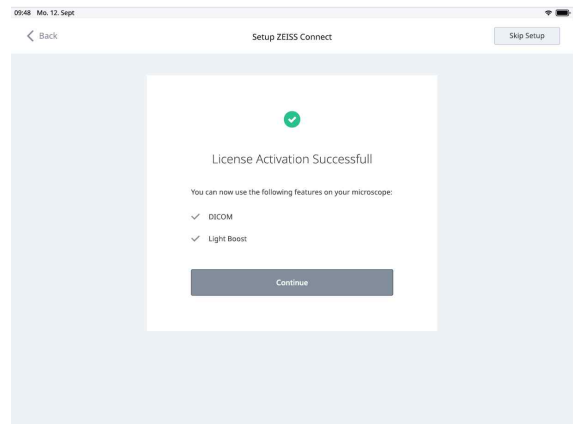 09:48 Mo. 12. Sept
Back
Setup ZEISS Connect
Skip Setup
License Activation Successfull
You can now use the following features on your microscope:
DICOM
Light Boost
Continue